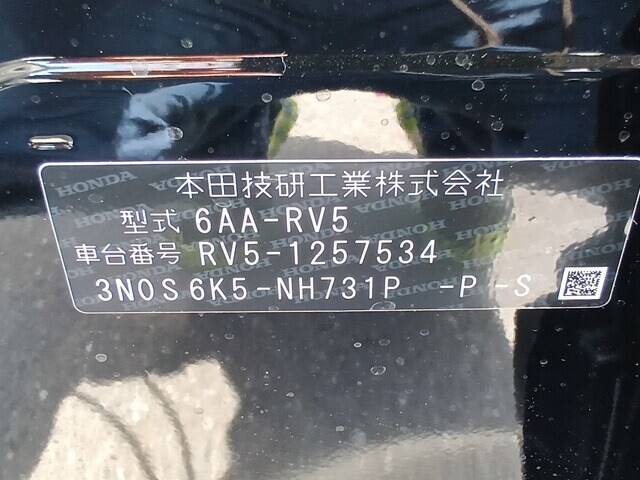 本田技研工業株式会社
型式 6AA-RV5
車台番号 RV5-1257534
3N0S6K5-NH731P -P -S